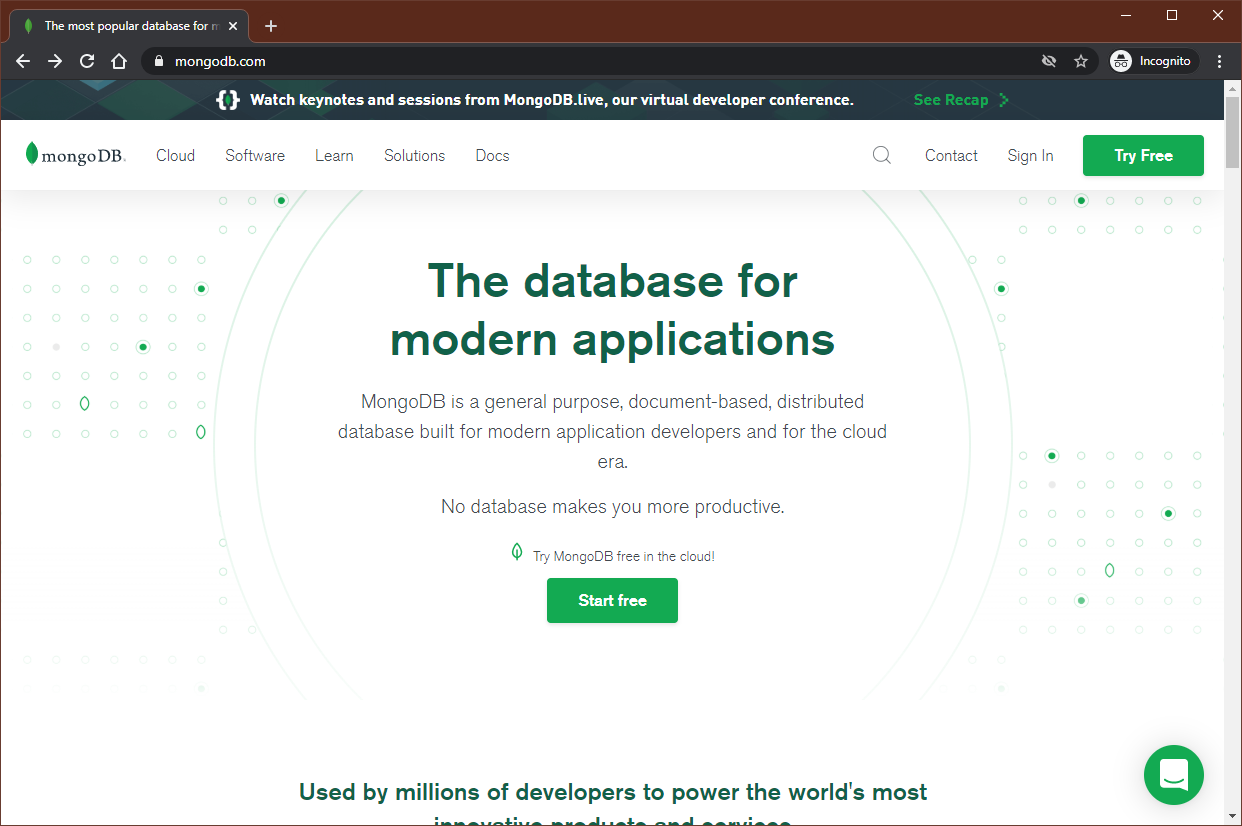 The most popular database for m
mongodb.com
Incognito
Watch keynotes and sessions from MongoDB.live, our virtual developer conference. See Recap
mongoDB. Cloud Software Learn Solutions Docs Contact Sign In Try Free
The database for
modern applications
MongoDB is a general purpose, document-based, distributed
database built for modern application developers and for the cloud
era.
No database makes you more productive.
Try MongoDB free in the cloud!
Start free
Used by millions of developers to power the world's most
innovative products and services